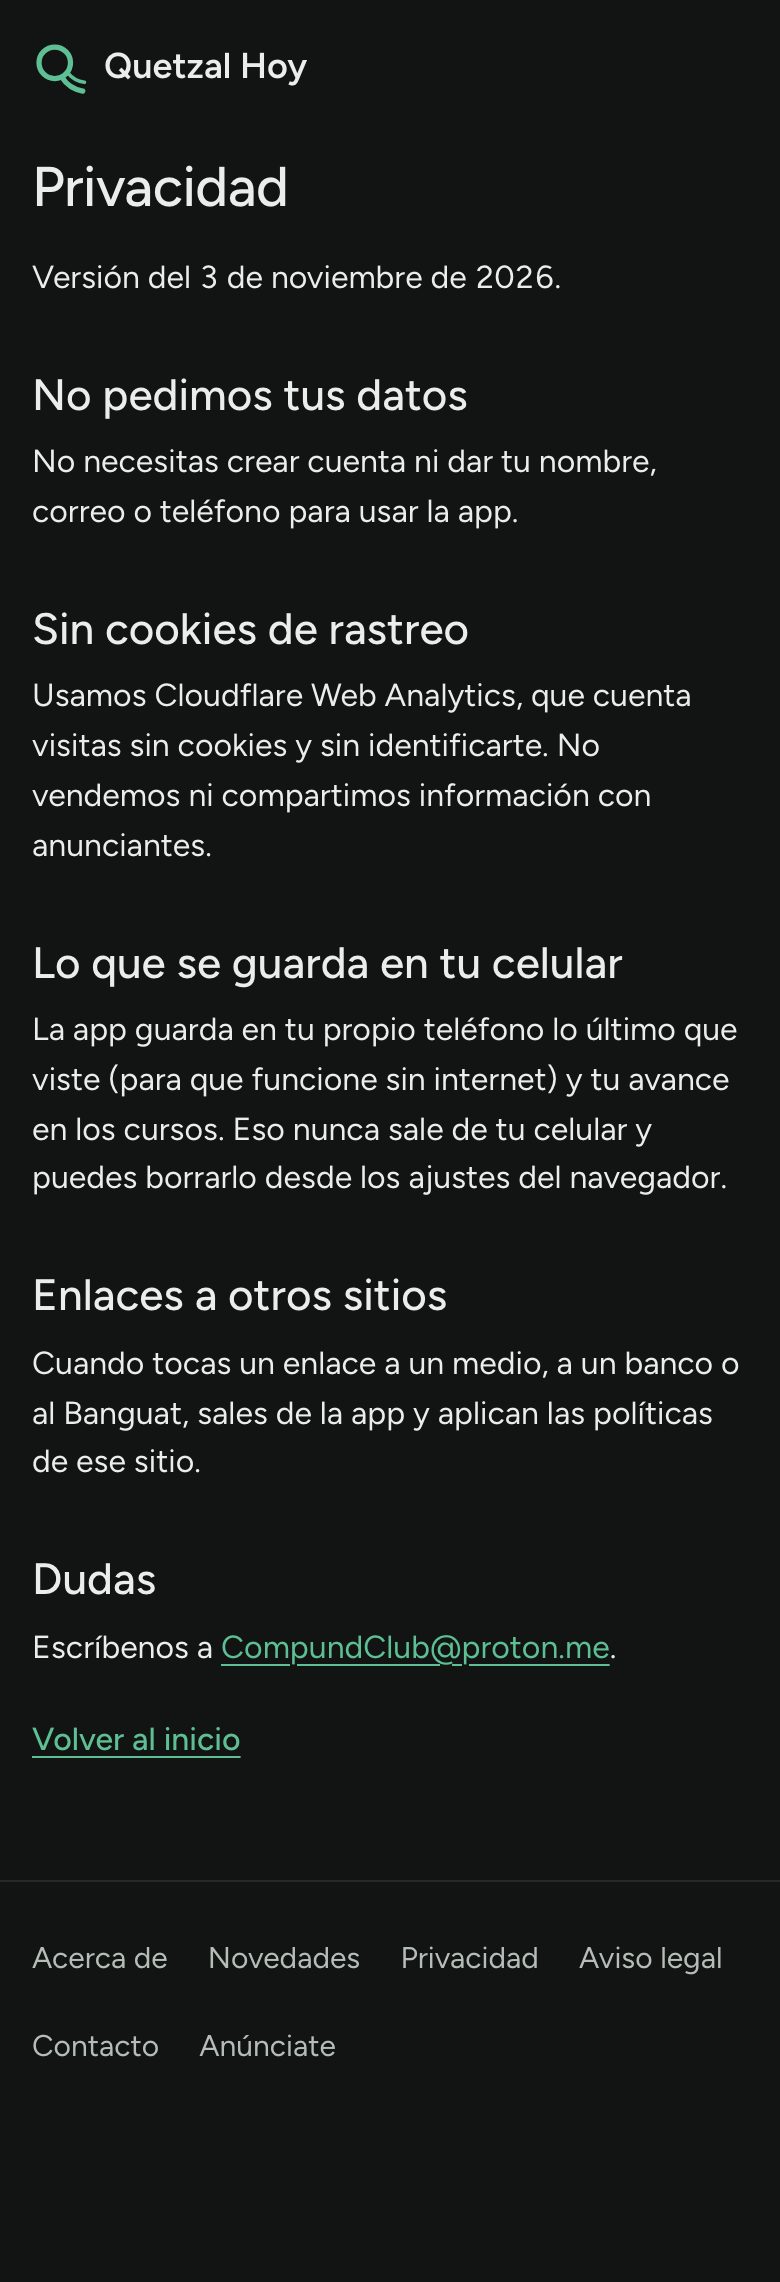 Quetzal Hoy
Privacidad
Versión del 3 de noviembre de 2026.
No pedimos tus datos
No necesitas crear cuenta ni dar tu nombre,
correo o teléfono para usar la app.
Sin cookies de rastreo
Usamos Cloudflare Web Analytics, que cuenta
visitas sin cookies y sin identificarte. No
vendemos ni compartimos información con
anunciantes.
Lo que se guarda en tu celular
La app guarda en tu propio teléfono lo último que
viste (para que funcione sin internet) y tu avance
en los cursos. Eso nunca sale de tu celular y
puedes borrarlo desde los ajustes del navegador.
Enlaces a otros sitios
Cuando tocas un enlace a un medio, a un banco o
al Banguat, sales de la app y aplican las políticas
de ese sitio.
Dudas
Escríbenos a CompundClub@proton.me.
Volver al inicio
Acerca de Novedades Privacidad Aviso legal
Contacto Anúnciate